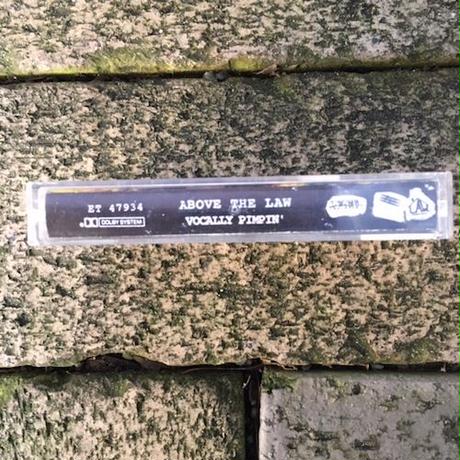 ET 47934
DOLBY SYSTEM
ABOVE THE LAW
VOCALLY PIMPIN'